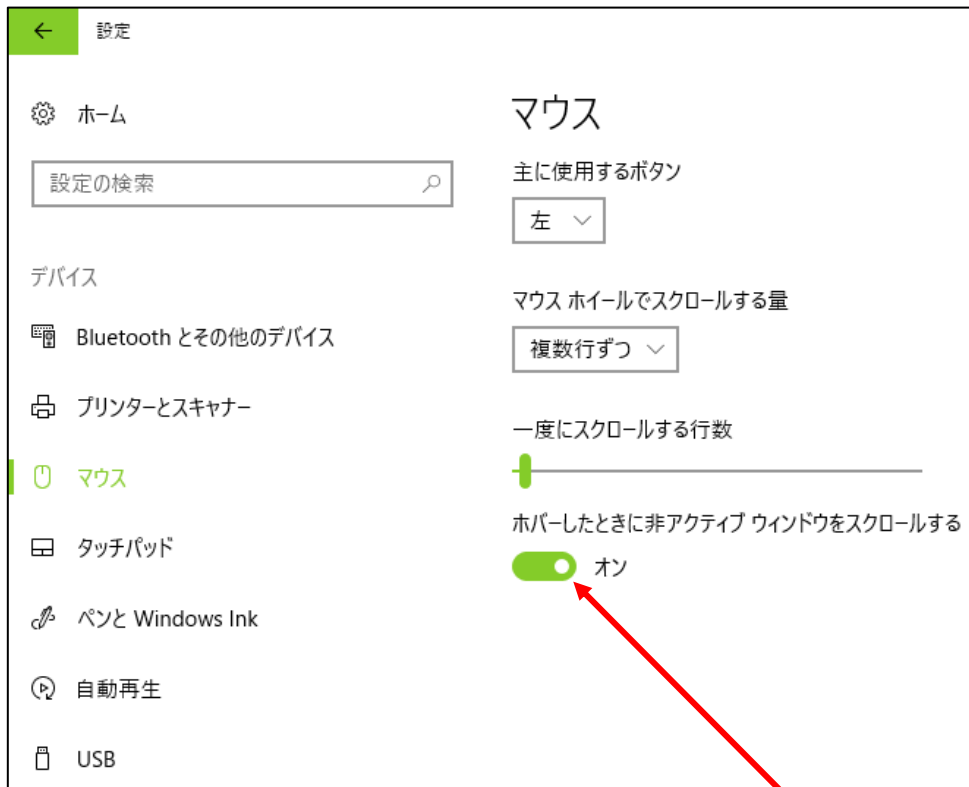 設定
ホーム
設定の検索
デバイス
Bluetooth とその他のデバイス
プリンターとスキャナー
マウス
タッチパッド
ペンと Windows Ink
自動再生
USB
マウス
主に使用するボタン
左
マウス ホイールでスクロールする量
複数行ずつ
一度にスクロールする行数
ホバーしたときに非アクティブ ウィンドウをスクロールする
オン